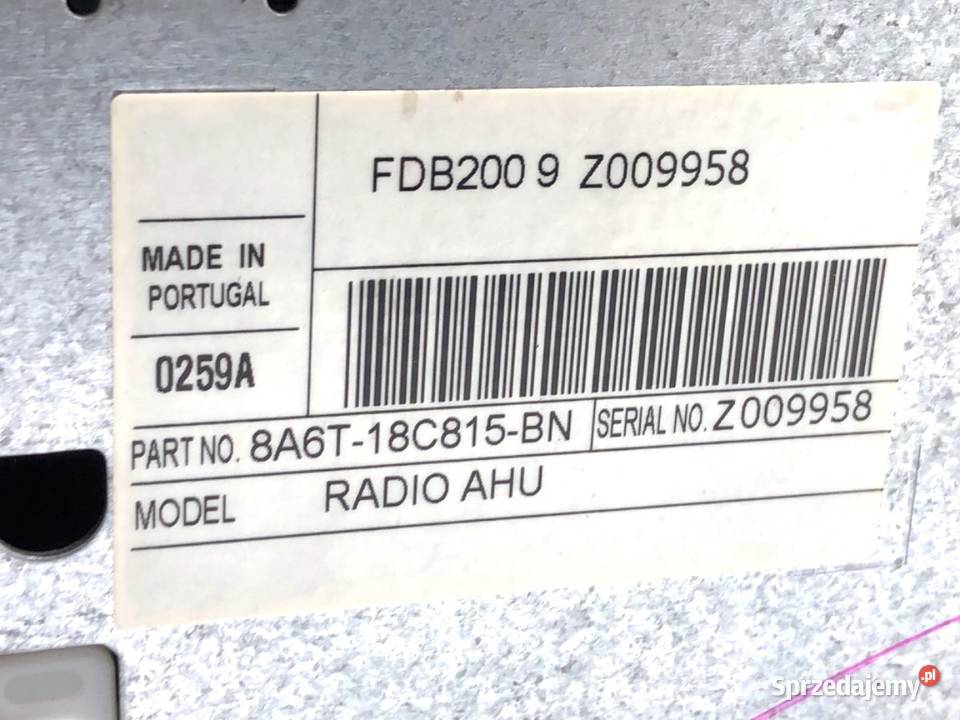 FDB200 9 Z009958
MADE IN
PORTUGAL
0259A
PART NO. 8A6T-18C815-BN
SERIAL NO. Z009958
MODEL RADIO AHU
Sprzedajemy.pl